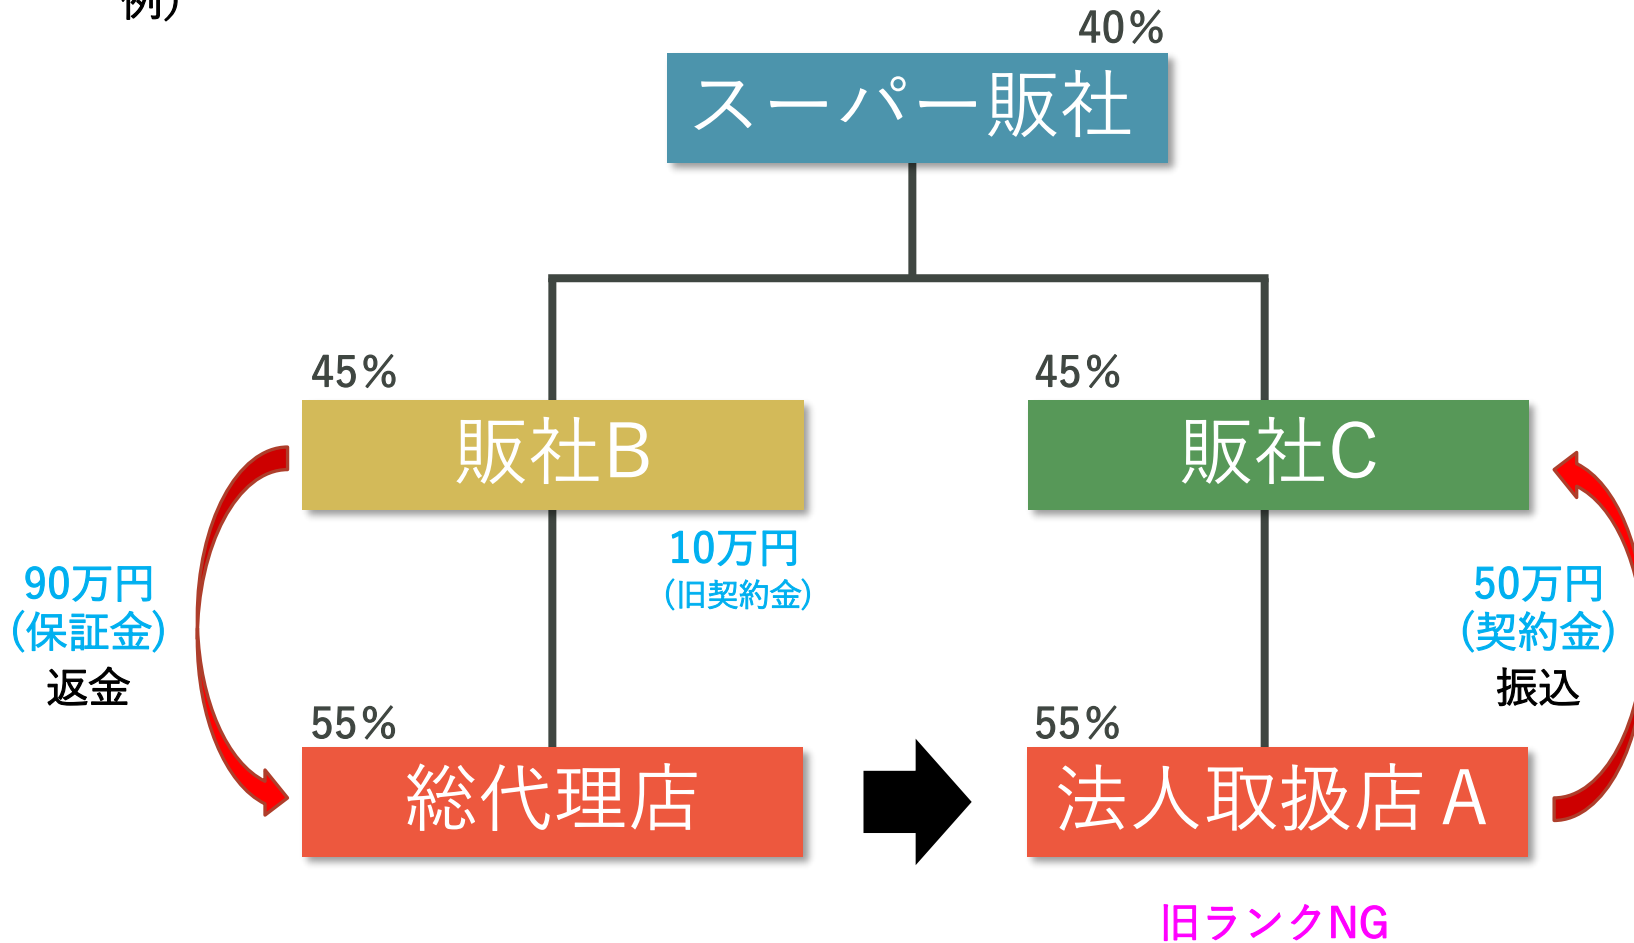 例）
40％
スーパー販社
45％
45％
販社B
販社C
10万円
（旧契約金）
90万円
（保証金）
返金
50万円
（契約金）
振込
55％
55％
総代理店
法人取扱店 A
旧ランクNG